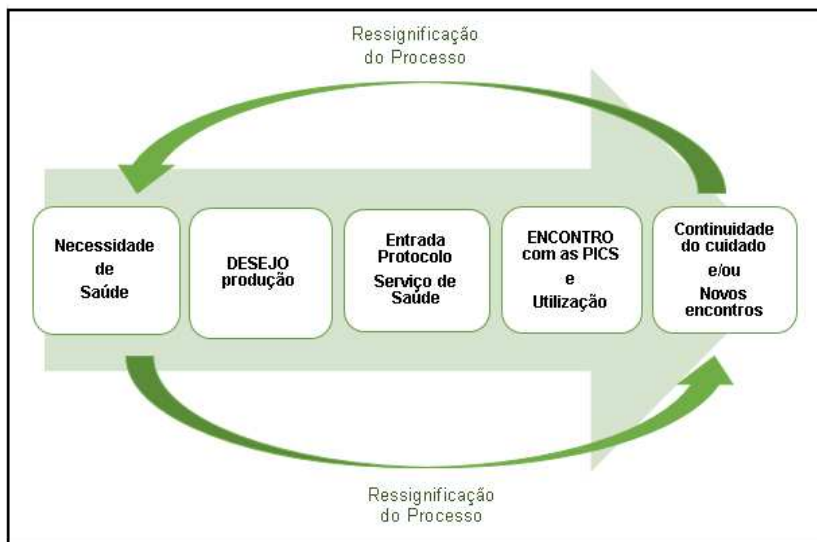 Ressignificação
do Processo
Necessidade
de
Saúde
DESEJO
produção
Entrada
Protocolo
Serviço de
Saúde
ENCONTRO
com as PICS
e
Utilização
Continuidade
do cuidado
e/ou
Novos
encontros
Ressignificação
do Processo